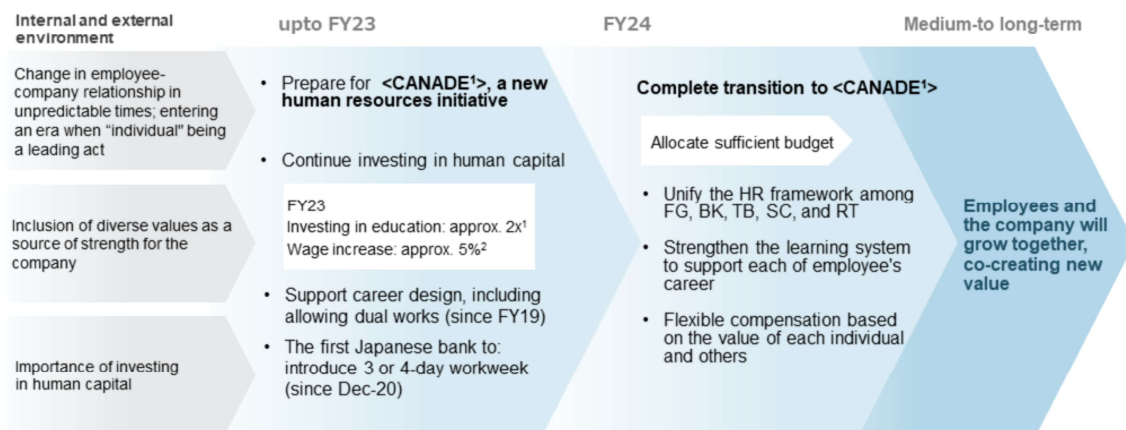 Internal and external
environment
upto FY23
FY24
Medium-to long-term
Change in employee-
company relationship in
unpredictable times; entering
an era when “individual” being
a leading act
Inclusion of diverse values as a
source of strength for the
company
Importance of investing
in human capital
• Prepare for <CANADE¹>, a new
human resources initiative
• Continue investing in human capital
FY23
Investing in education: approx. 2x¹
Wage increase: approx. 5%²
• Support career design, including
allowing dual works (since FY19)
• The first Japanese bank to:
introduce 3 or 4-day workweek
(since Dec-20)
Complete transition to <CANADE¹>
Allocate sufficient budget
• Unify the HR framework among
FG, BK, TB, SC, and RT
• Strengthen the learning system
to support each of employee's
career
• Flexible compensation based
on the value of each individual
and others
Employees and
the company will
grow together,
co-creating new
value